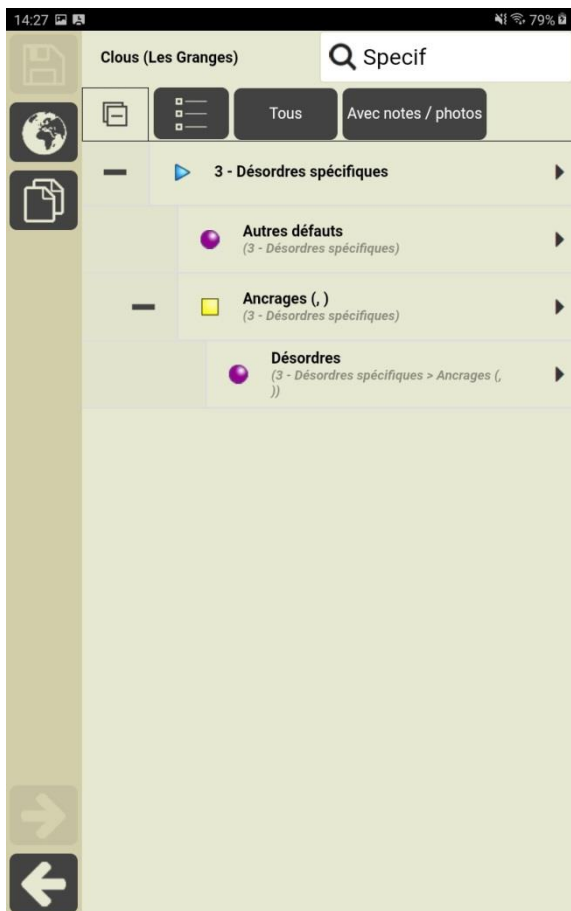 14:27 79%
Clous (Les Granges) Specif
Tous Avec notes / photos
3 - Désordres spécifiques
Autres défauts
(3 - Désordres spécifiques)
Ancrages (, )
(3 - Désordres spécifiques)
Désordres
(3 - Désordres spécifiques > Ancrages (,
))